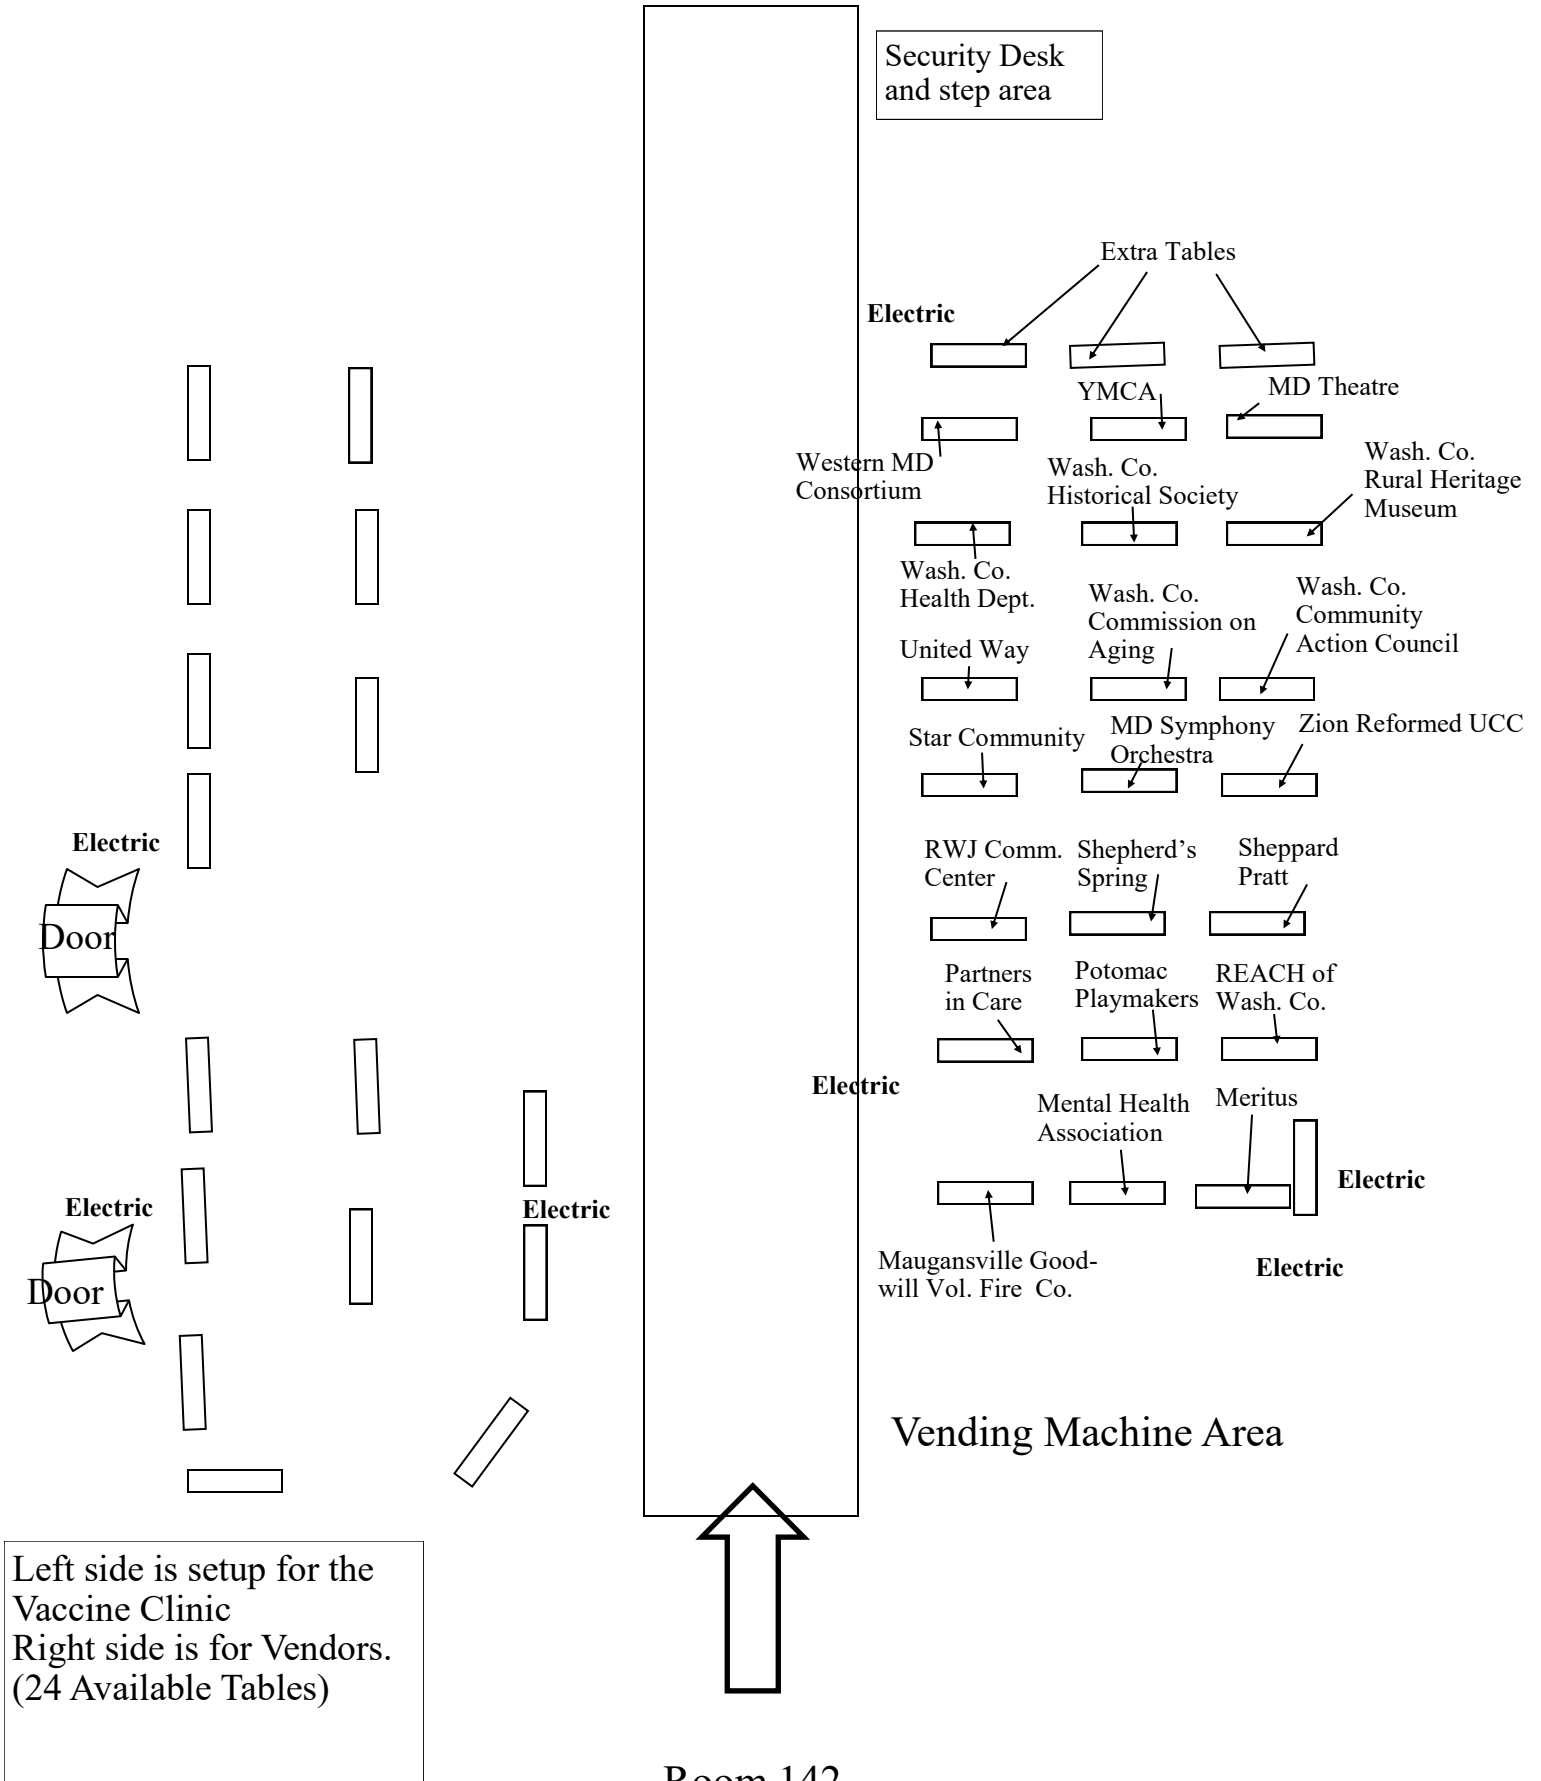 Security Desk
and step area
Extra Tables
Electric
YMCA
MD Theatre
Western MD
Consortium
Wash. Co.
Historical Society
Wash. Co.
Rural Heritage
Museum
Wash. Co.
Health Dept.
Wash. Co.
Commission on
Aging
Wash. Co.
Community
Action Council
United Way
Star Community
MD Symphony
Orchestra
Zion Reformed UCC
Electric
Door
RWJ Comm.
Center
Shepherd’s
Spring
Sheppard
Pratt
Partners
in Care
Potomac
Playmakers
REACH of
Wash. Co.
Electric
Mental Health
Association
Meritus
Electric
Electric
Electric
Door
Maugansville Good-
will Vol. Fire  Co.
Electric
Vending Machine Area
Left side is setup for the
Vaccine Clinic
Right side is for Vendors.
(24 Available Tables)
Room 142